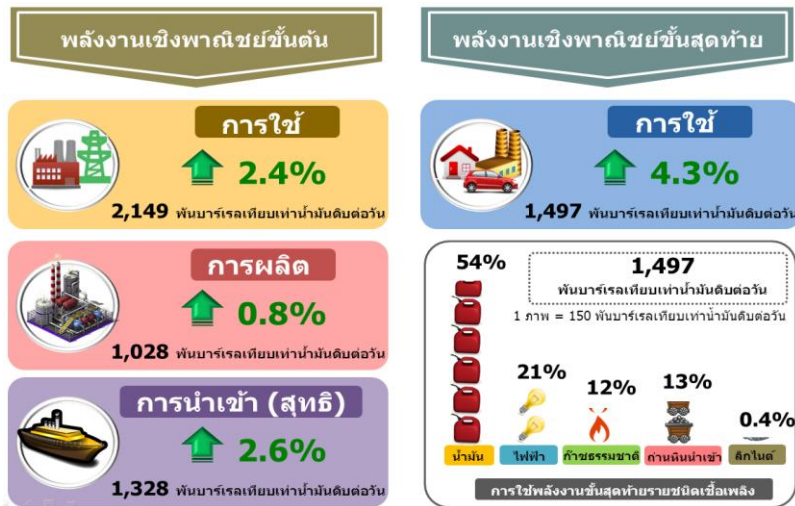 พลังงานเชิงพาณิชย์ขั้นต้น
การใช้
2.4%
2,149 พันบาร์เรลเทียบเท่าน้ำมันดิบต่อวัน
การผลิต
0.8%
1,028 พันบาร์เรลเทียบเท่าน้ำมันดิบต่อวัน
การนำเข้า (สุทธิ)
2.6%
1,328 พันบาร์เรลเทียบเท่าน้ำมันดิบต่อวัน
พลังงานเชิงพาณิชย์ขั้นสุดท้าย
การใช้
4.3%
1,497 พันบาร์เรลเทียบเท่าน้ำมันดิบต่อวัน
1,497
พันบาร์เรลเทียบเท่าน้ำมันดิบต่อวัน
1 ภาพ = 150 พันบาร์เรลเทียบเท่าน้ำมันดิบต่อวัน
54% 21% 12% 13% 0.4%
น้ำมัน ไฟฟ้า ก๊าซธรรมชาติ ถ่านหินนำเข้า ลิกไนต์
การใช้พลังงานขั้นสุดท้ายรายชนิดเชื้อเพลิง